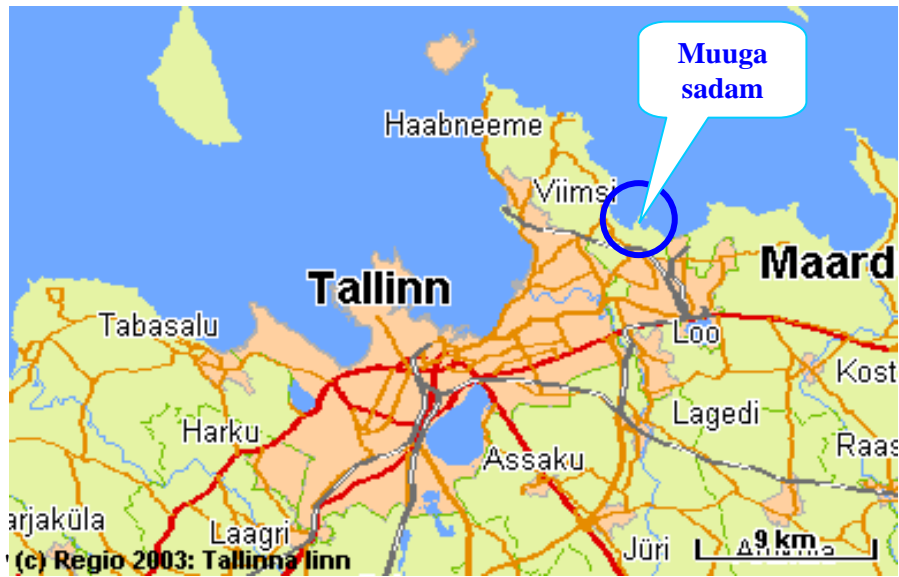 Muuga
sadam
Haabneeme
Viimsi
Tallinn
Maard
Tabasalu
Loo
Kost
Harku
Lagedi
Assaku
Raas
arjaküla
Laagri
Jüri
9 km
(c) Regio 2003: Tallinna linn